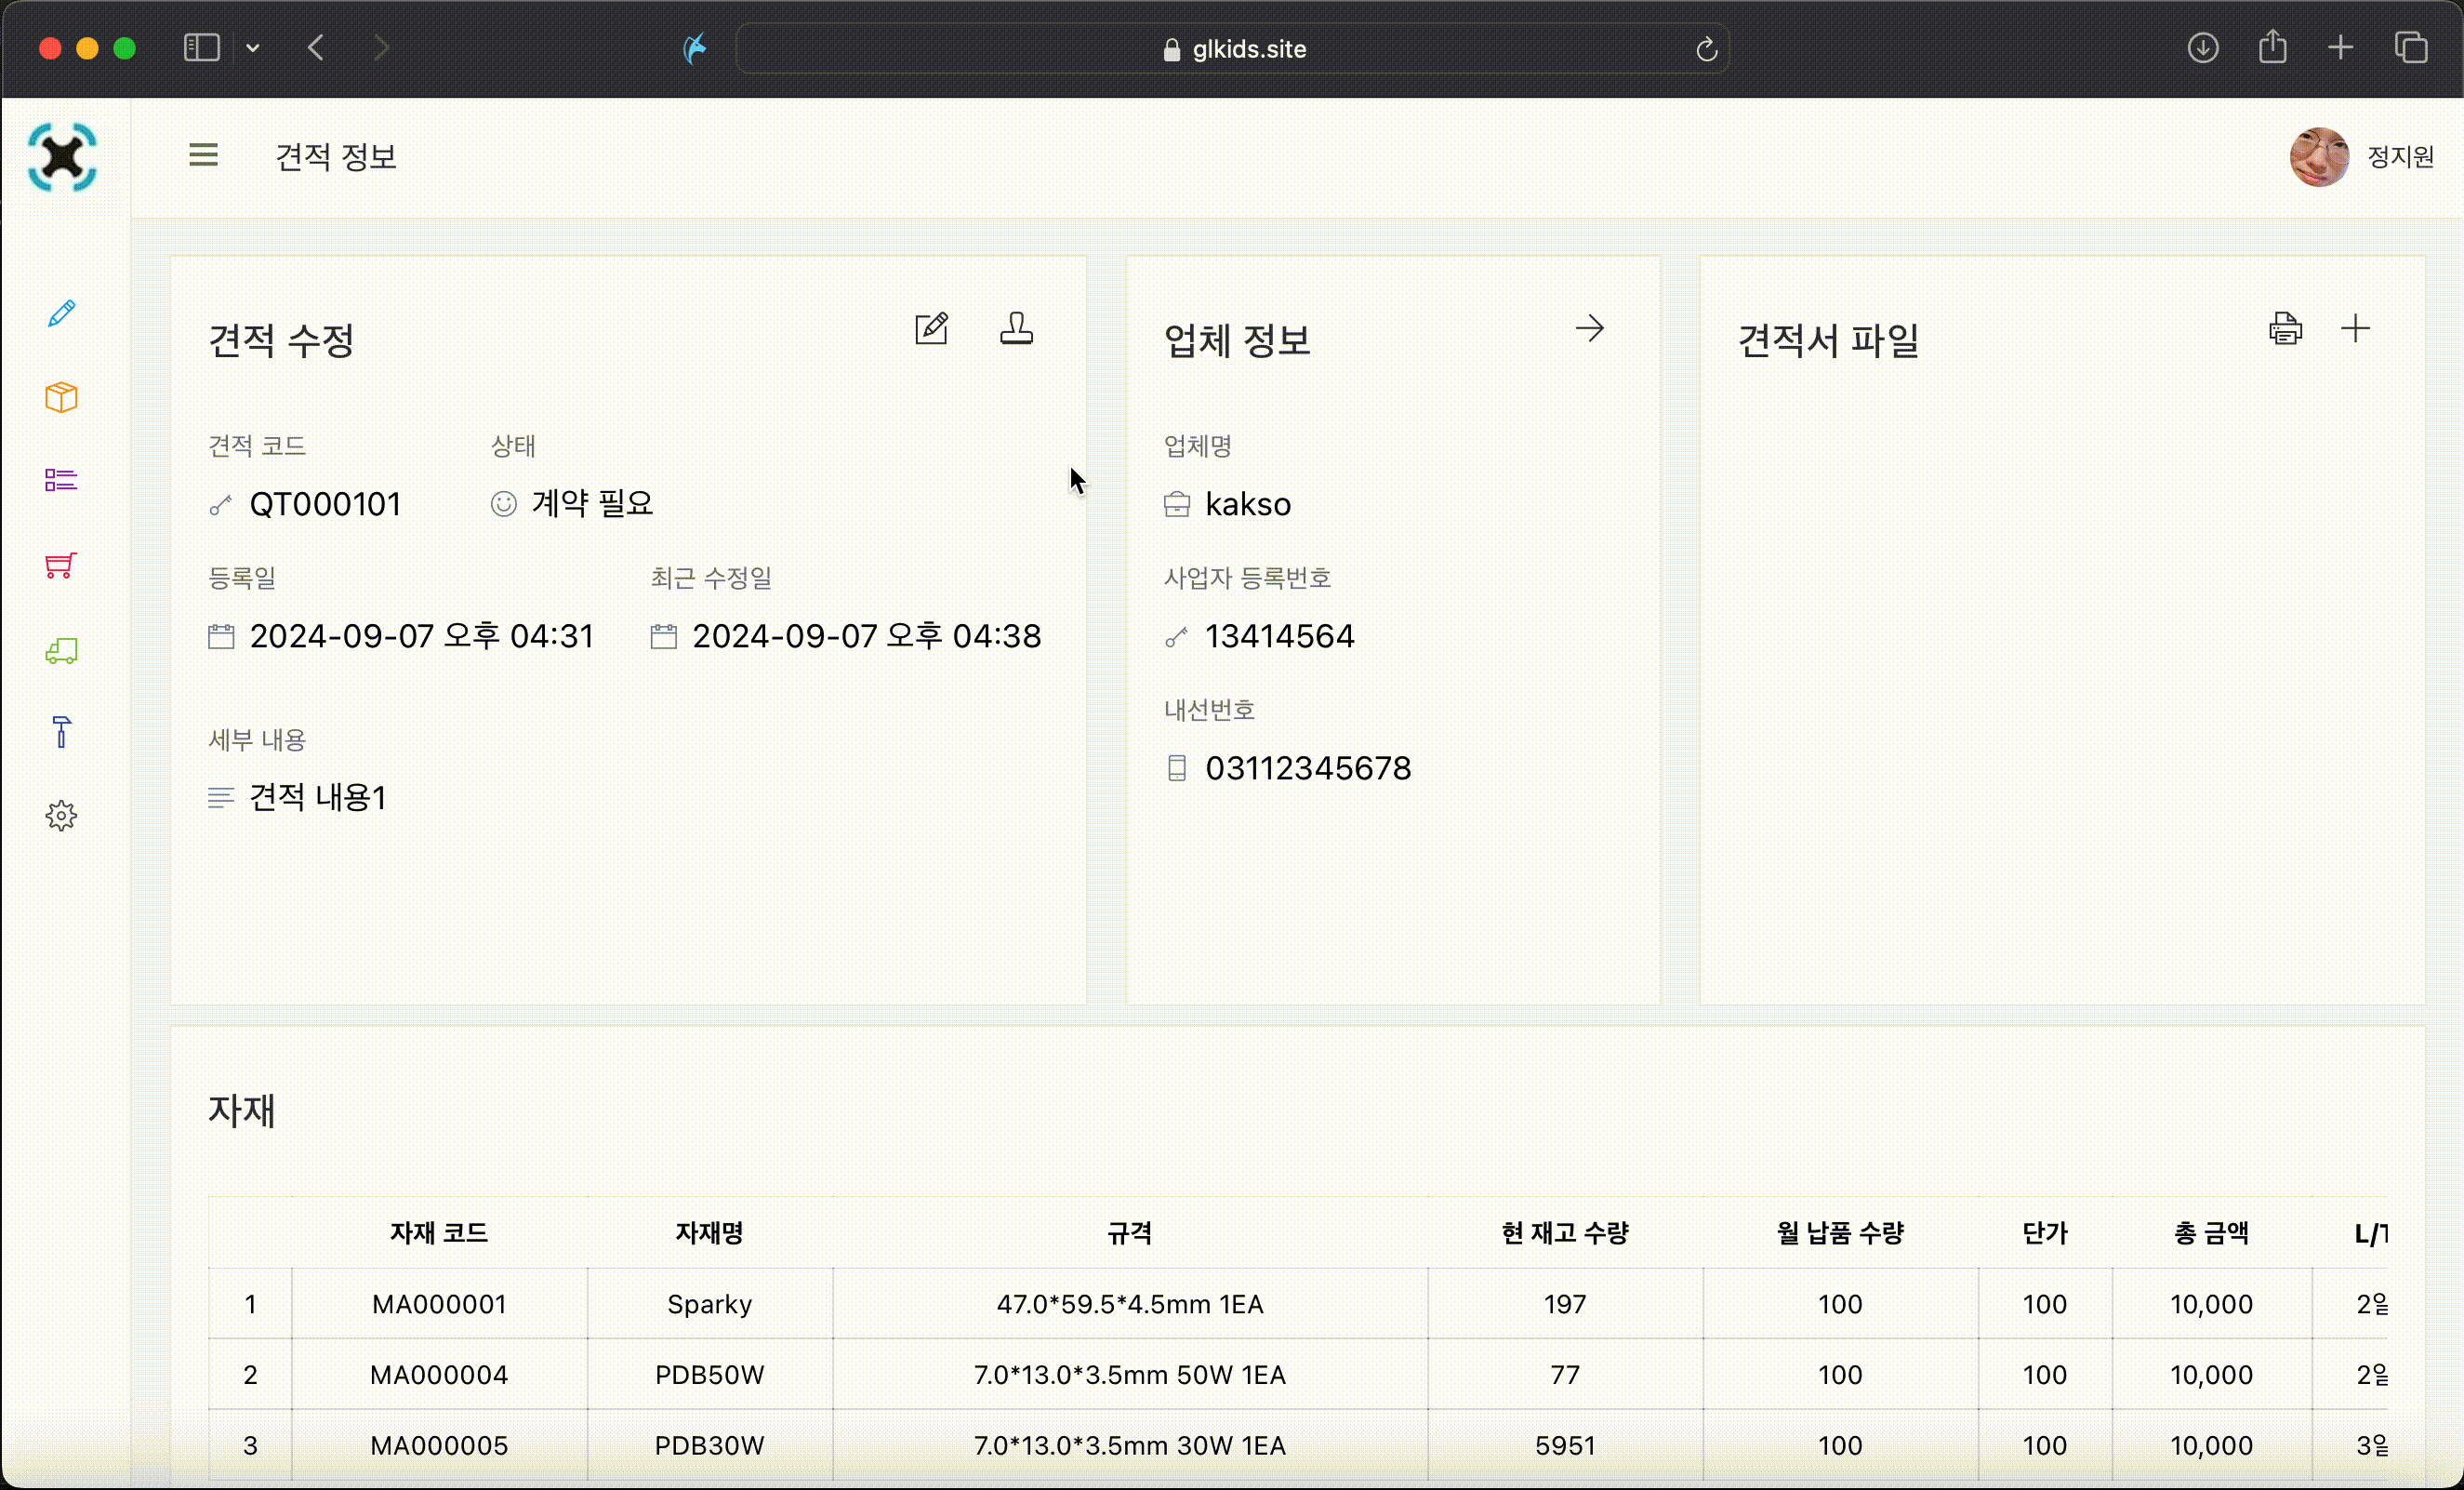 glkids.site
견적 정보
정지원
견적 수정
견적 코드 상태
QT000101 계약 필요
등록일 최근 수정일
2024-09-07 오후 04:31 2024-09-07 오후 04:38
세부 내용
견적 내용1
업체 정보
업체명
kakso
사업자 등록번호
13414564
내선번호
03112345678
견적서 파일
자재
자재 코드 자재명 규격 현 재고 수량 월 납품 수량 단가 총 금액 L/T
1 MA000001 Sparky 47.0*59.5*4.5mm 1EA 197 100 100 10,000 2일
2 MA000004 PDB50W 7.0*13.0*3.5mm 50W 1EA 77 100 100 10,000 2일
3 MA000005 PDB30W 7.0*13.0*3.5mm 30W 1EA 5951 100 100 10,000 3일